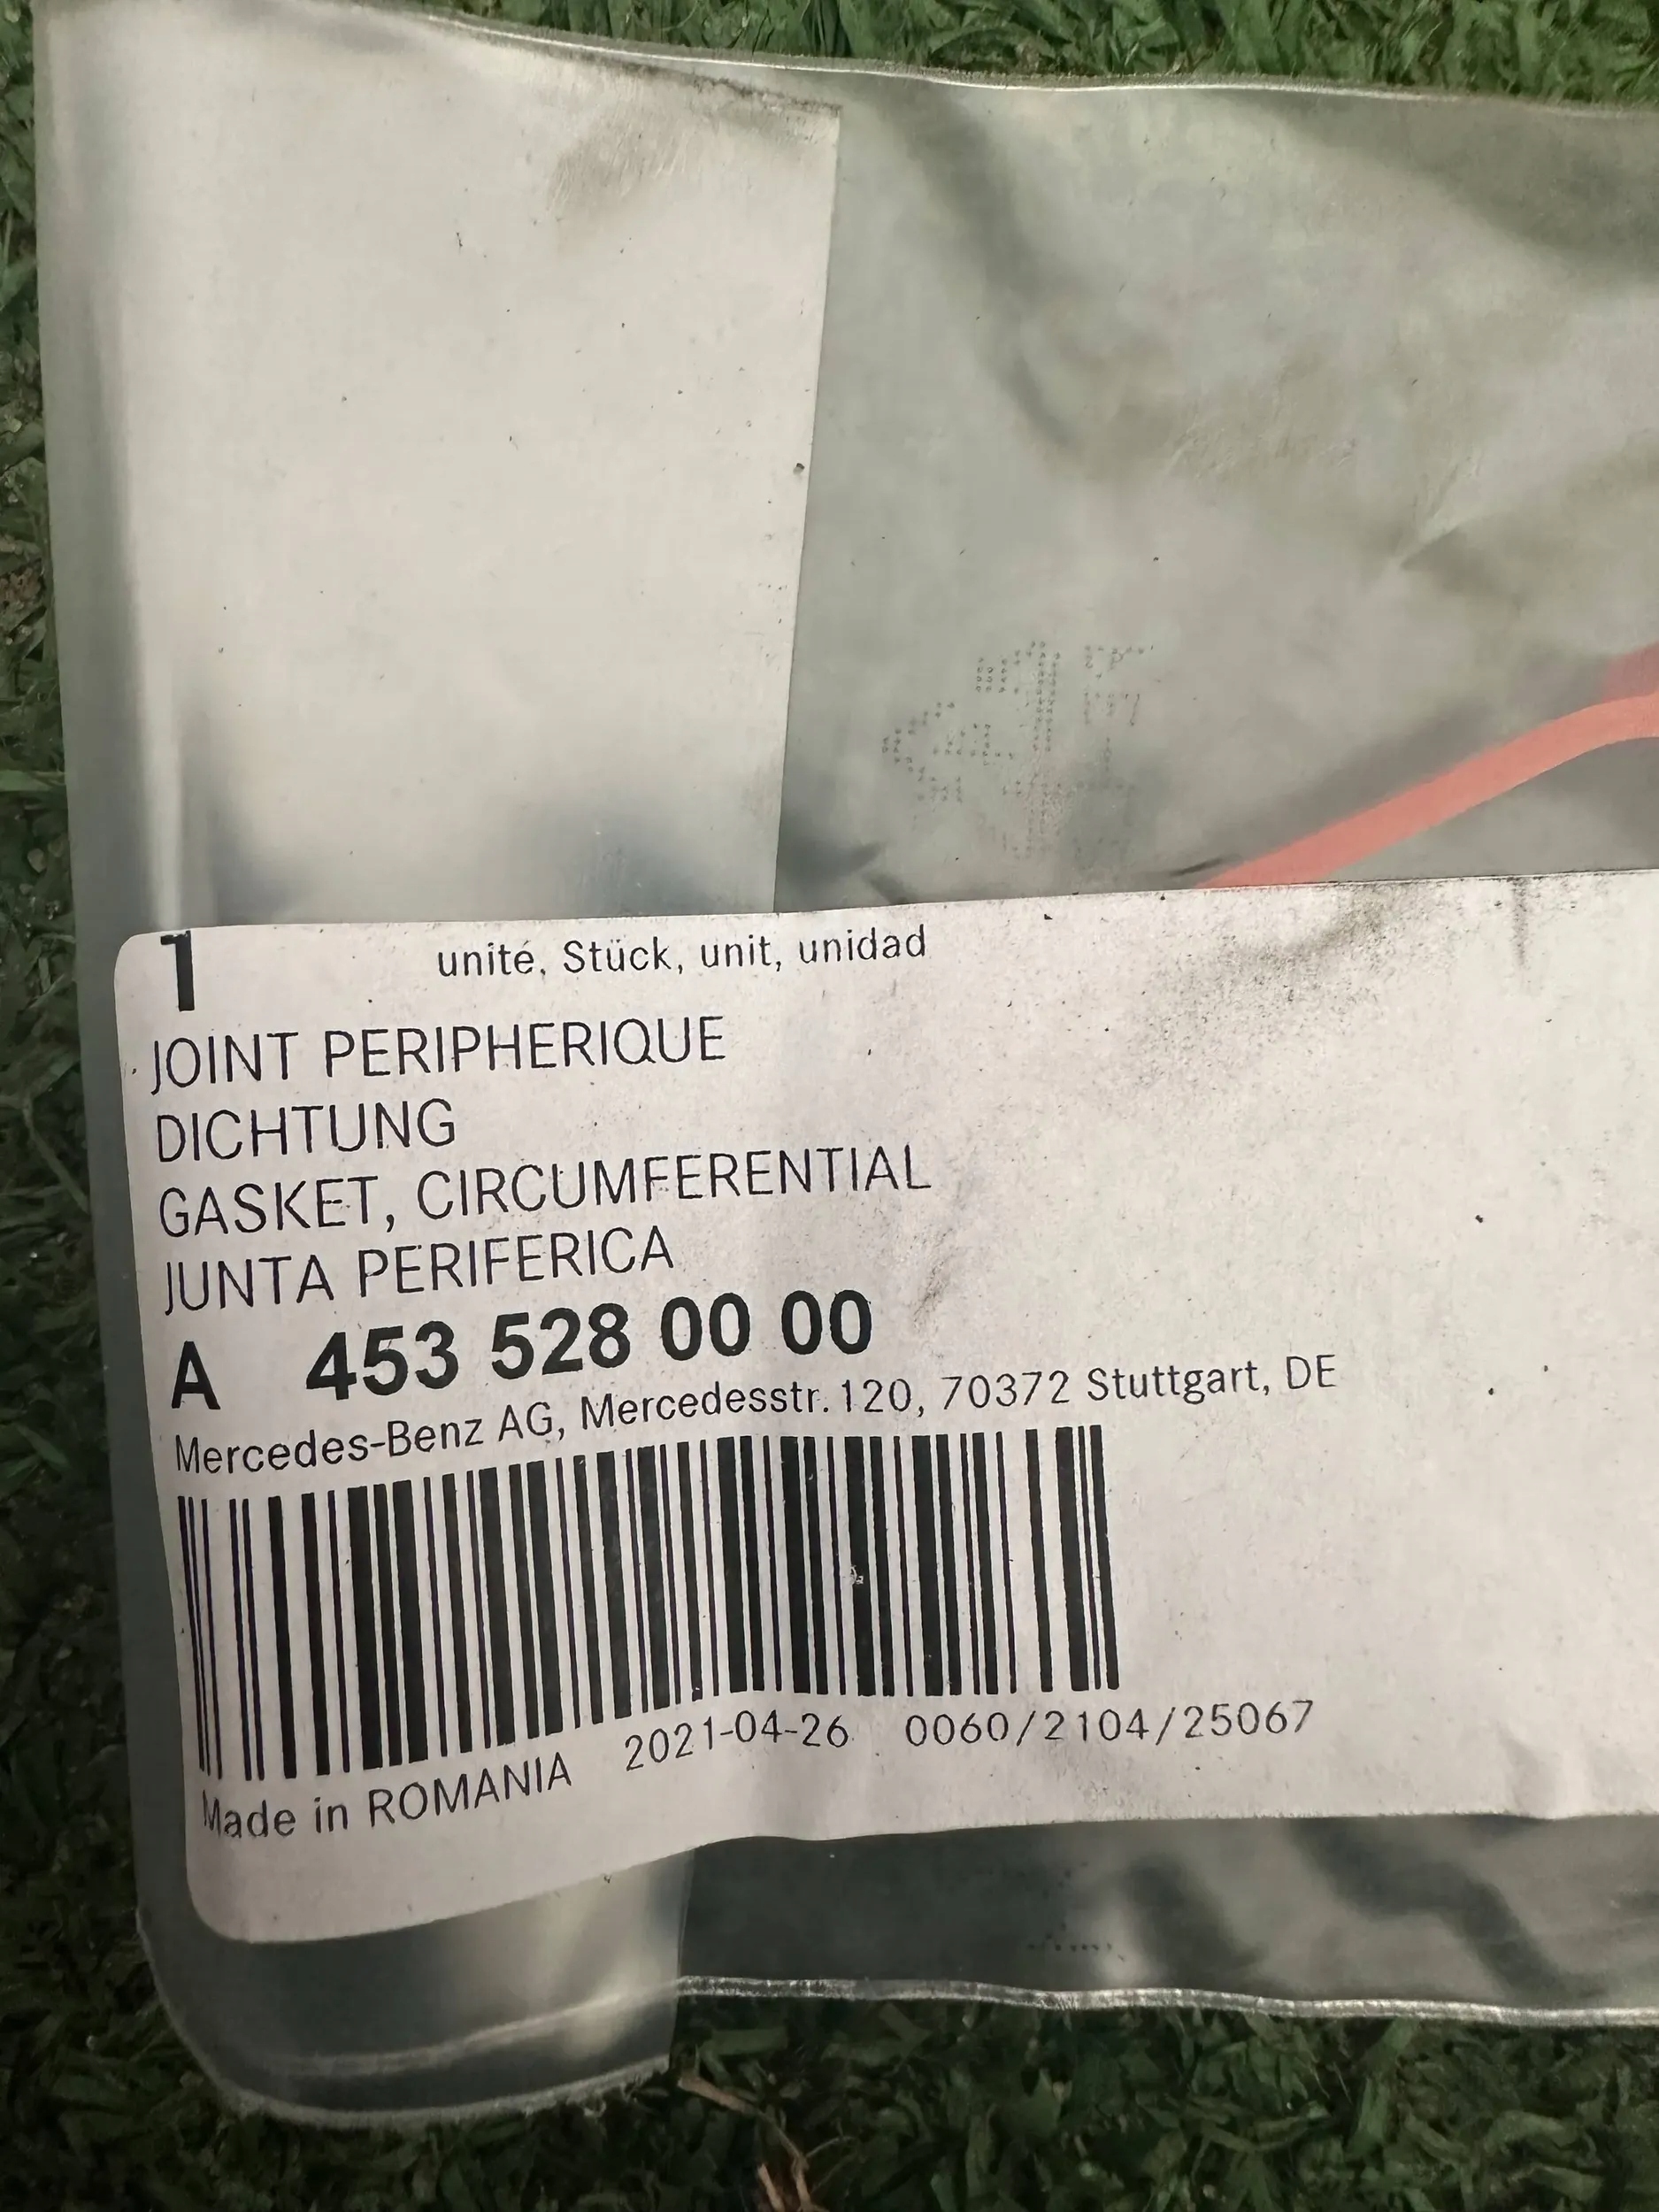 1 unité, Stück, unit, unidad
JOINT PERIPHERIQUE
DICHTUNG
GASKET, CIRCUMFERENTIAL
JUNTA PERIFERICA
A 453 528 00 00
Mercedes-Benz AG, Mercedesstr. 120, 70372 Stuttgart, DE
Made in ROMANIA 2021-04-26 0060/2104/25067